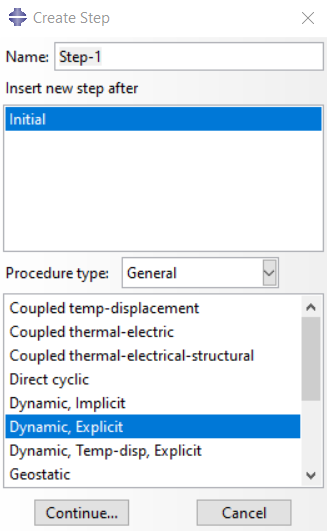 Create Step
Name: Step-1
Insert new step after
Initial
Procedure type: General
Coupled temp-displacement
Coupled thermal-electric
Coupled thermal-electrical-structural
Direct cyclic
Dynamic, Implicit
Dynamic, Explicit
Dynamic, Temp-disp, Explicit
Geostatic
Continue... Cancel